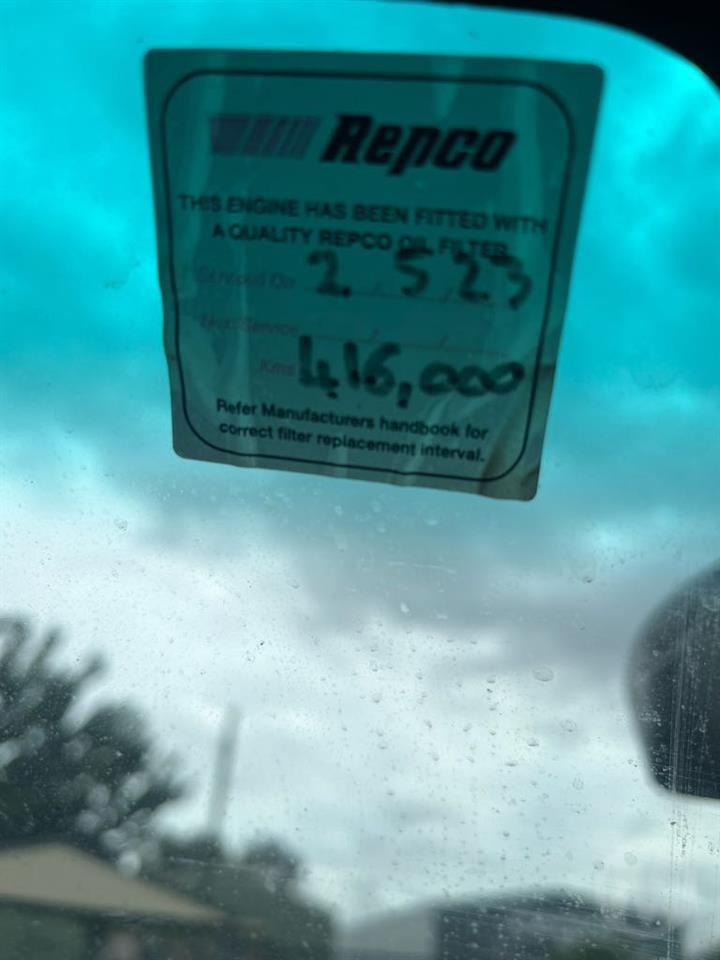 Repco
THIS ENGINE HAS BEEN FITTED WITH
A QUALITY REPCO OIL FILTER
Serviced On 2 / 5 / 23
Next Service / /
Kms 416,000
Refer Manufacturers handbook for
correct filter replacement interval.